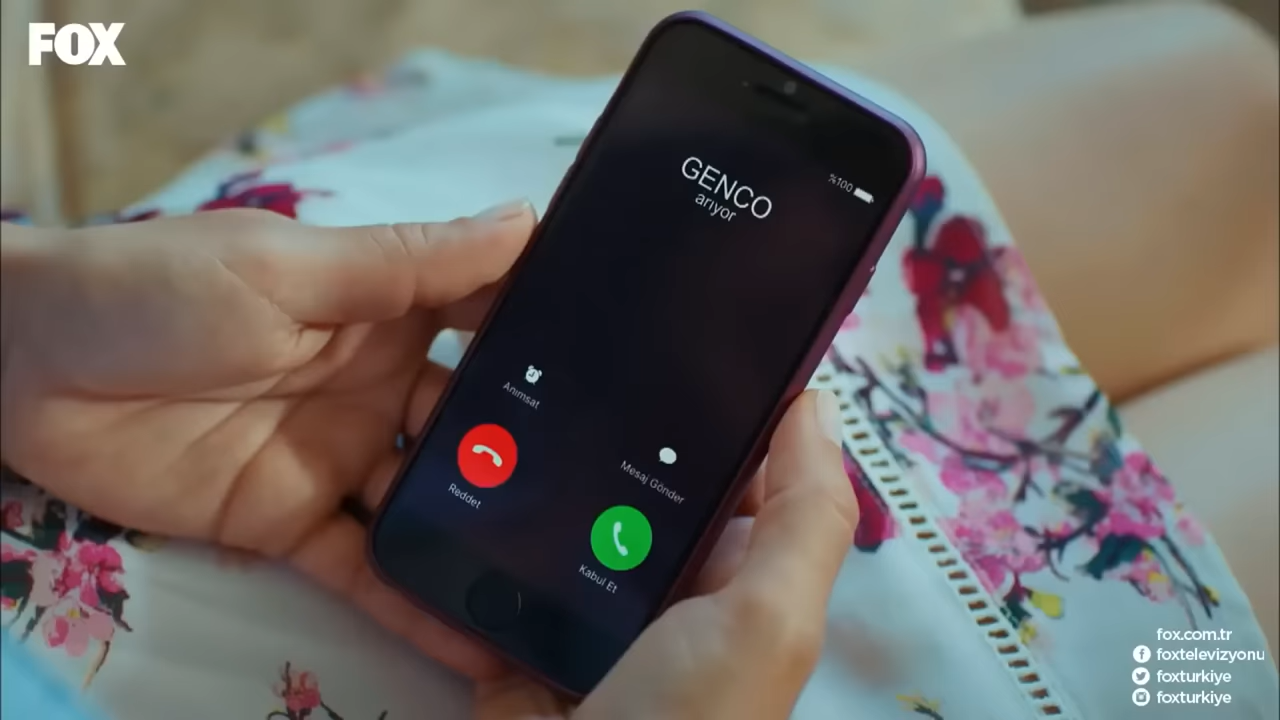 FOX
%100
GENCO
arıyor
Anımsat
Mesaj Gönder
Reddet
Kabul Et
fox.com.tr
foxtelevizyonu
foxturkiye
foxturkiye